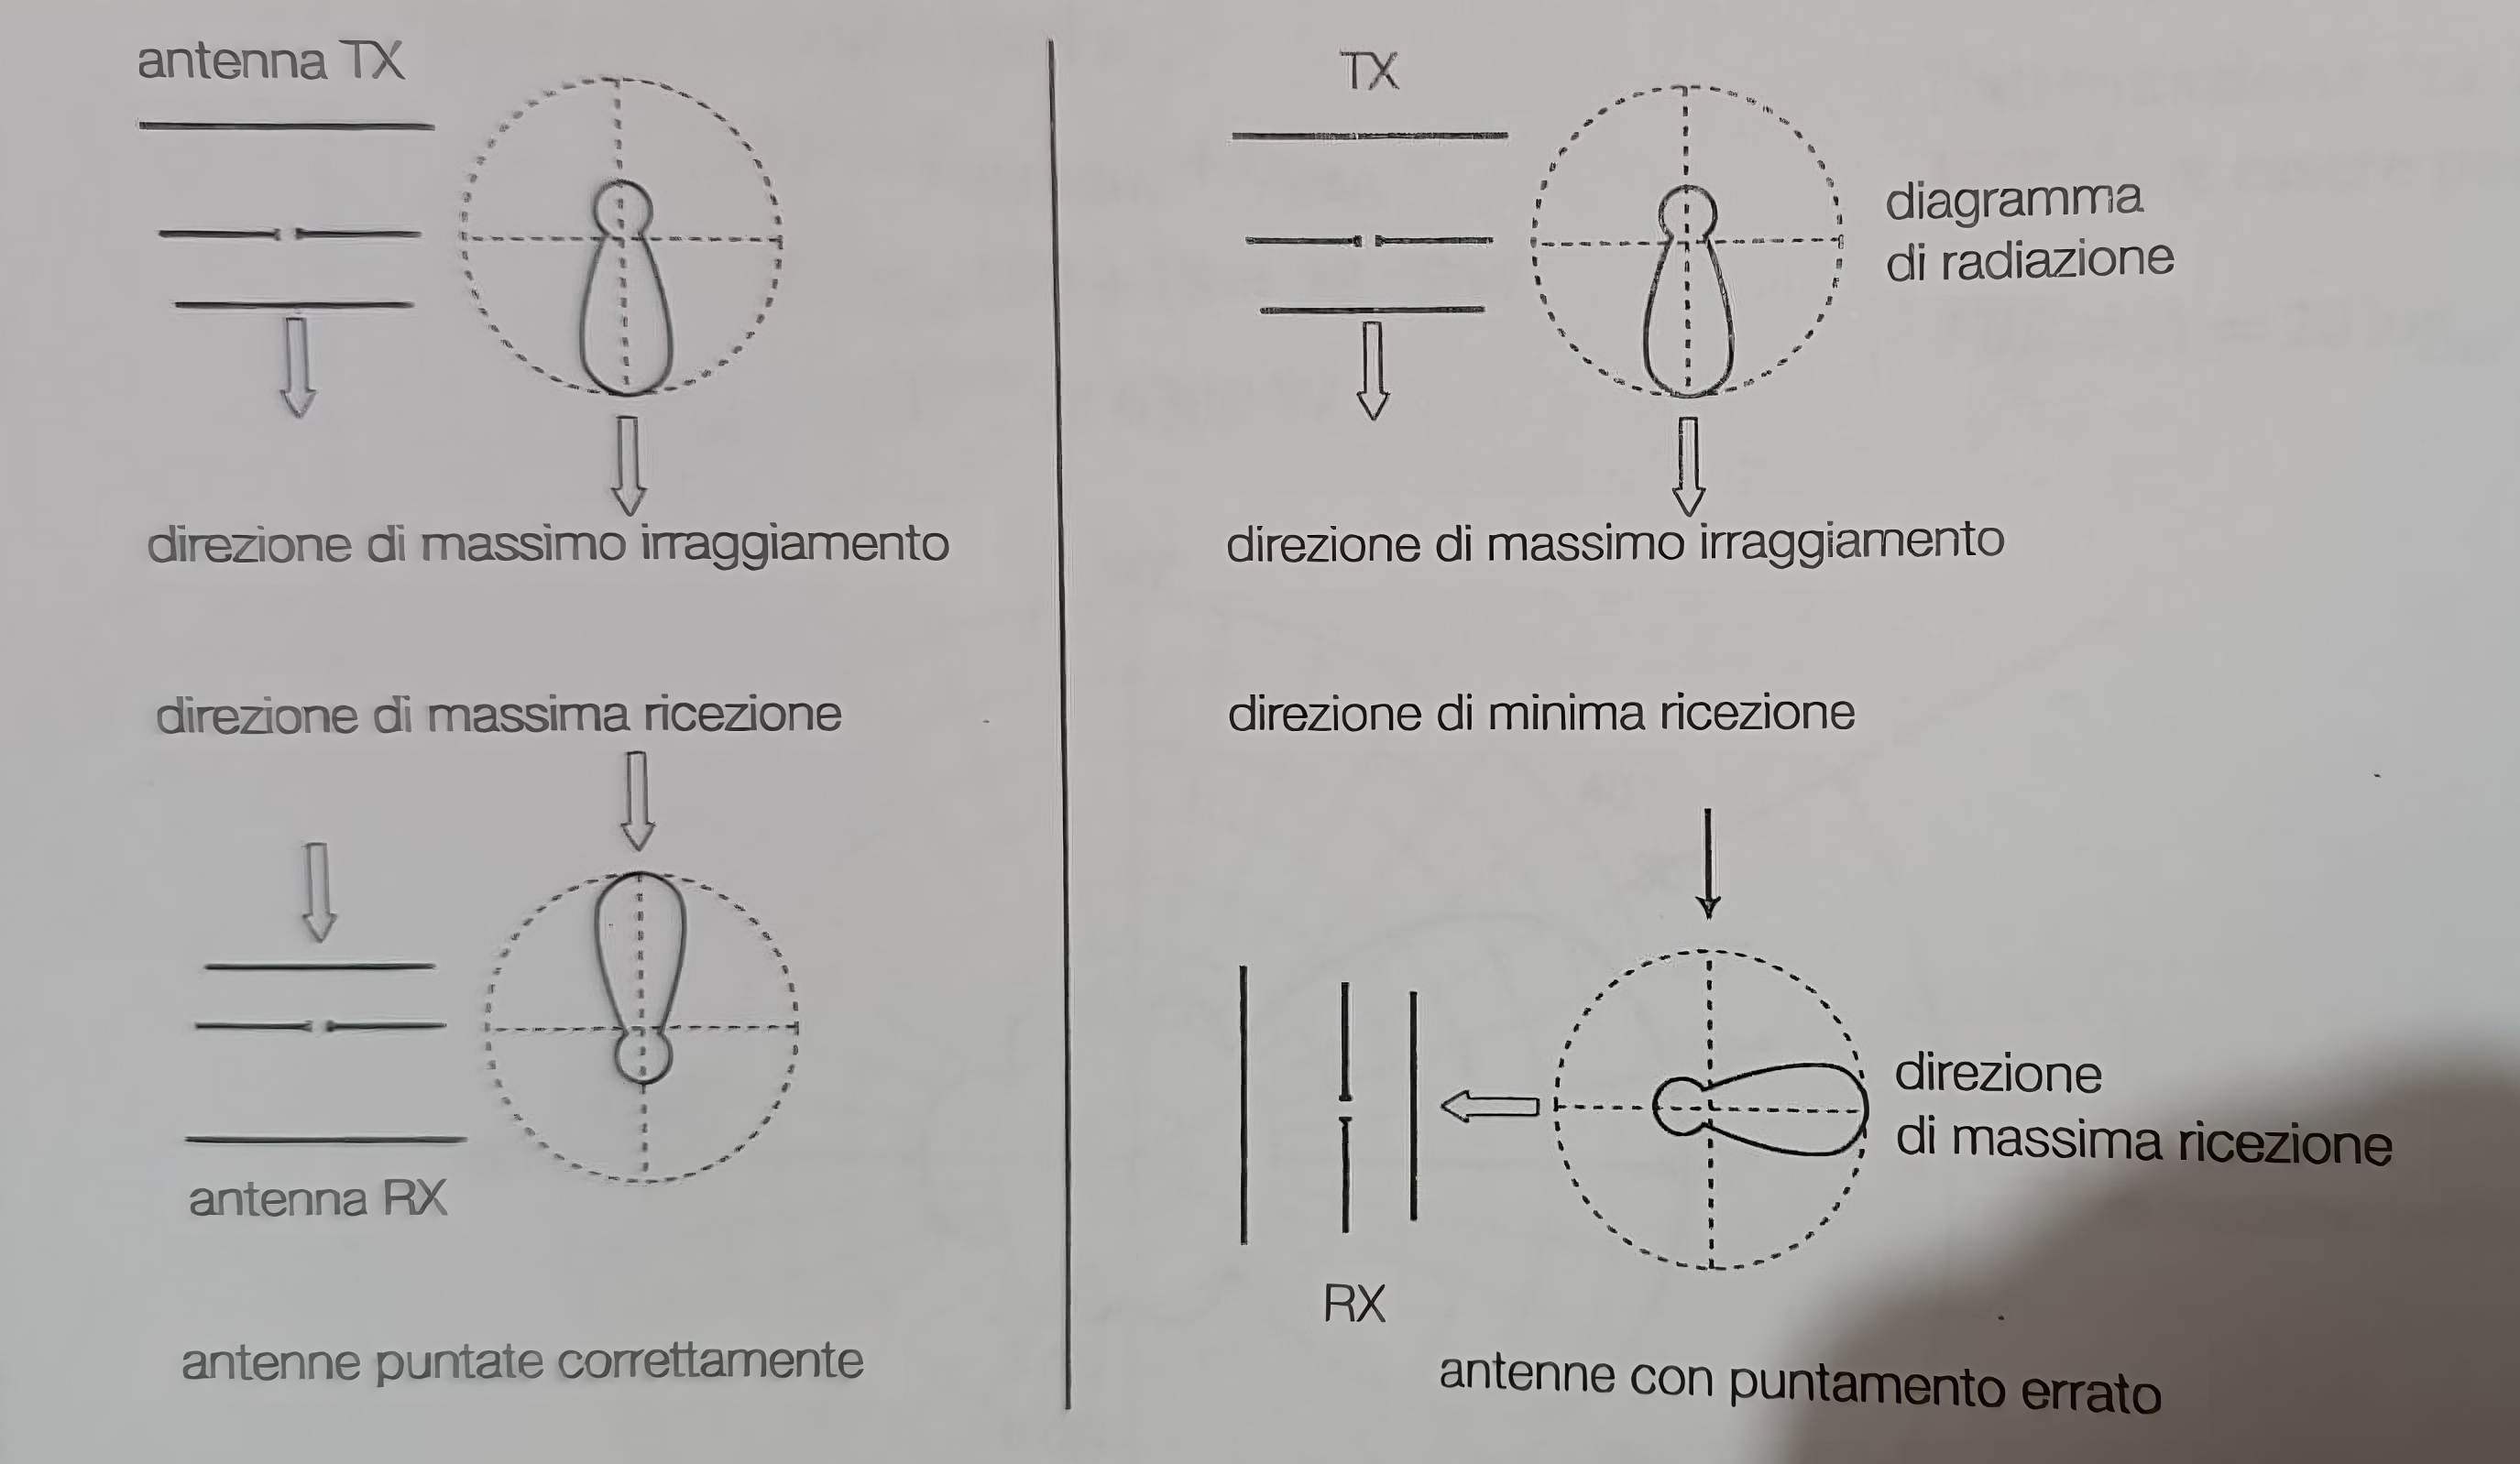 antenna TX
direzione di massimo irraggiamento
direzione di massima ricezione
antenna RX
antenne puntate correttamente
TX
diagramma
di radiazione
direzione di massimo irraggiamento
direzione di minima ricezione
direzione
di massima ricezione
RX
antenne con puntamento errato